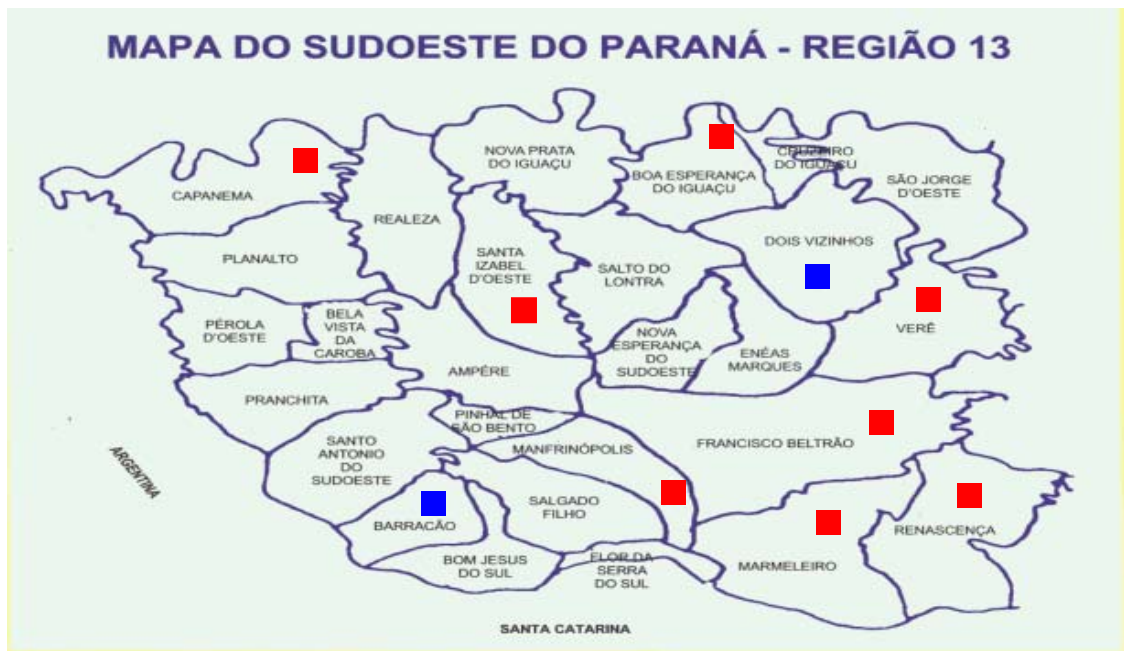 MAPA DO SUDOESTE DO PARANÁ - REGIÃO 13
NOVA PRATA
DO IGUAÇU
CRUZEIRO
DO IGUAÇU
BOA ESPERANÇA
DO IGUAÇU
SÃO JORGE
D'OESTE
CAPANEMA
REALEZA
DOIS VIZINHOS
PLANALTO
SANTA
IZABEL
D'OESTE
SALTO DO
LONTRA
PÉROLA
D'OESTE
BELA
VISTA
DA
CAROBA
VERÊ
NOVA
ESPERANÇA
DO
SUDOESTE
ENÉAS
MARQUES
AMPÉRE
PRANCHITA
PINHAL DE
SÃO BENTO
SANTO
ANTONIO
DO
SUDOESTE
MANFRINÓPOLIS
FRANCISCO BELTRÃO
ARGENTINA
SALGADO
FILHO
BARRACÃO
RENASCENÇA
BOM JESUS
DO SUL
FLOR DA
SERRA
DO SUL
MARMELEIRO
SANTA CATARINA